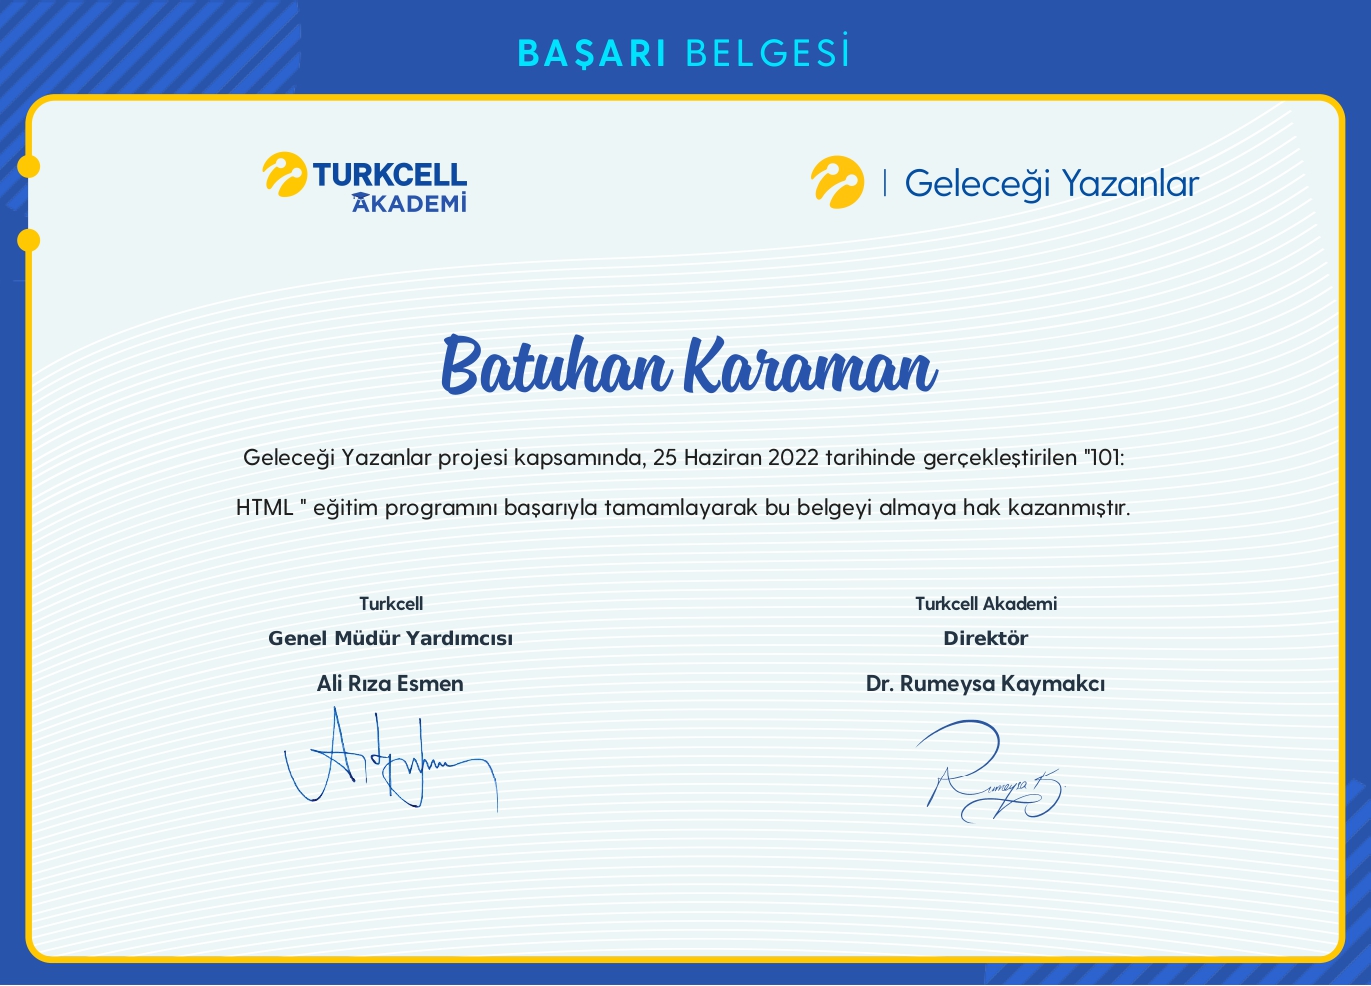 BAŞARI BELGESİ
TURKCELL
AKADEMİ
Geleceği Yazanlar
Batuhan Karaman
Geleceği Yazanlar projesi kapsamında, 25 Haziran 2022 tarihinde gerçekleştirilen "101:
HTML " eğitim programını başarıyla tamamlayarak bu belgeyi almaya hak kazanmıştır.
Turkcell
Genel Müdür Yardımcısı
Ali Rıza Esmen
Turkcell Akademi
Direktör
Dr. Rumeysa Kaymakcı
Rumeysa K.